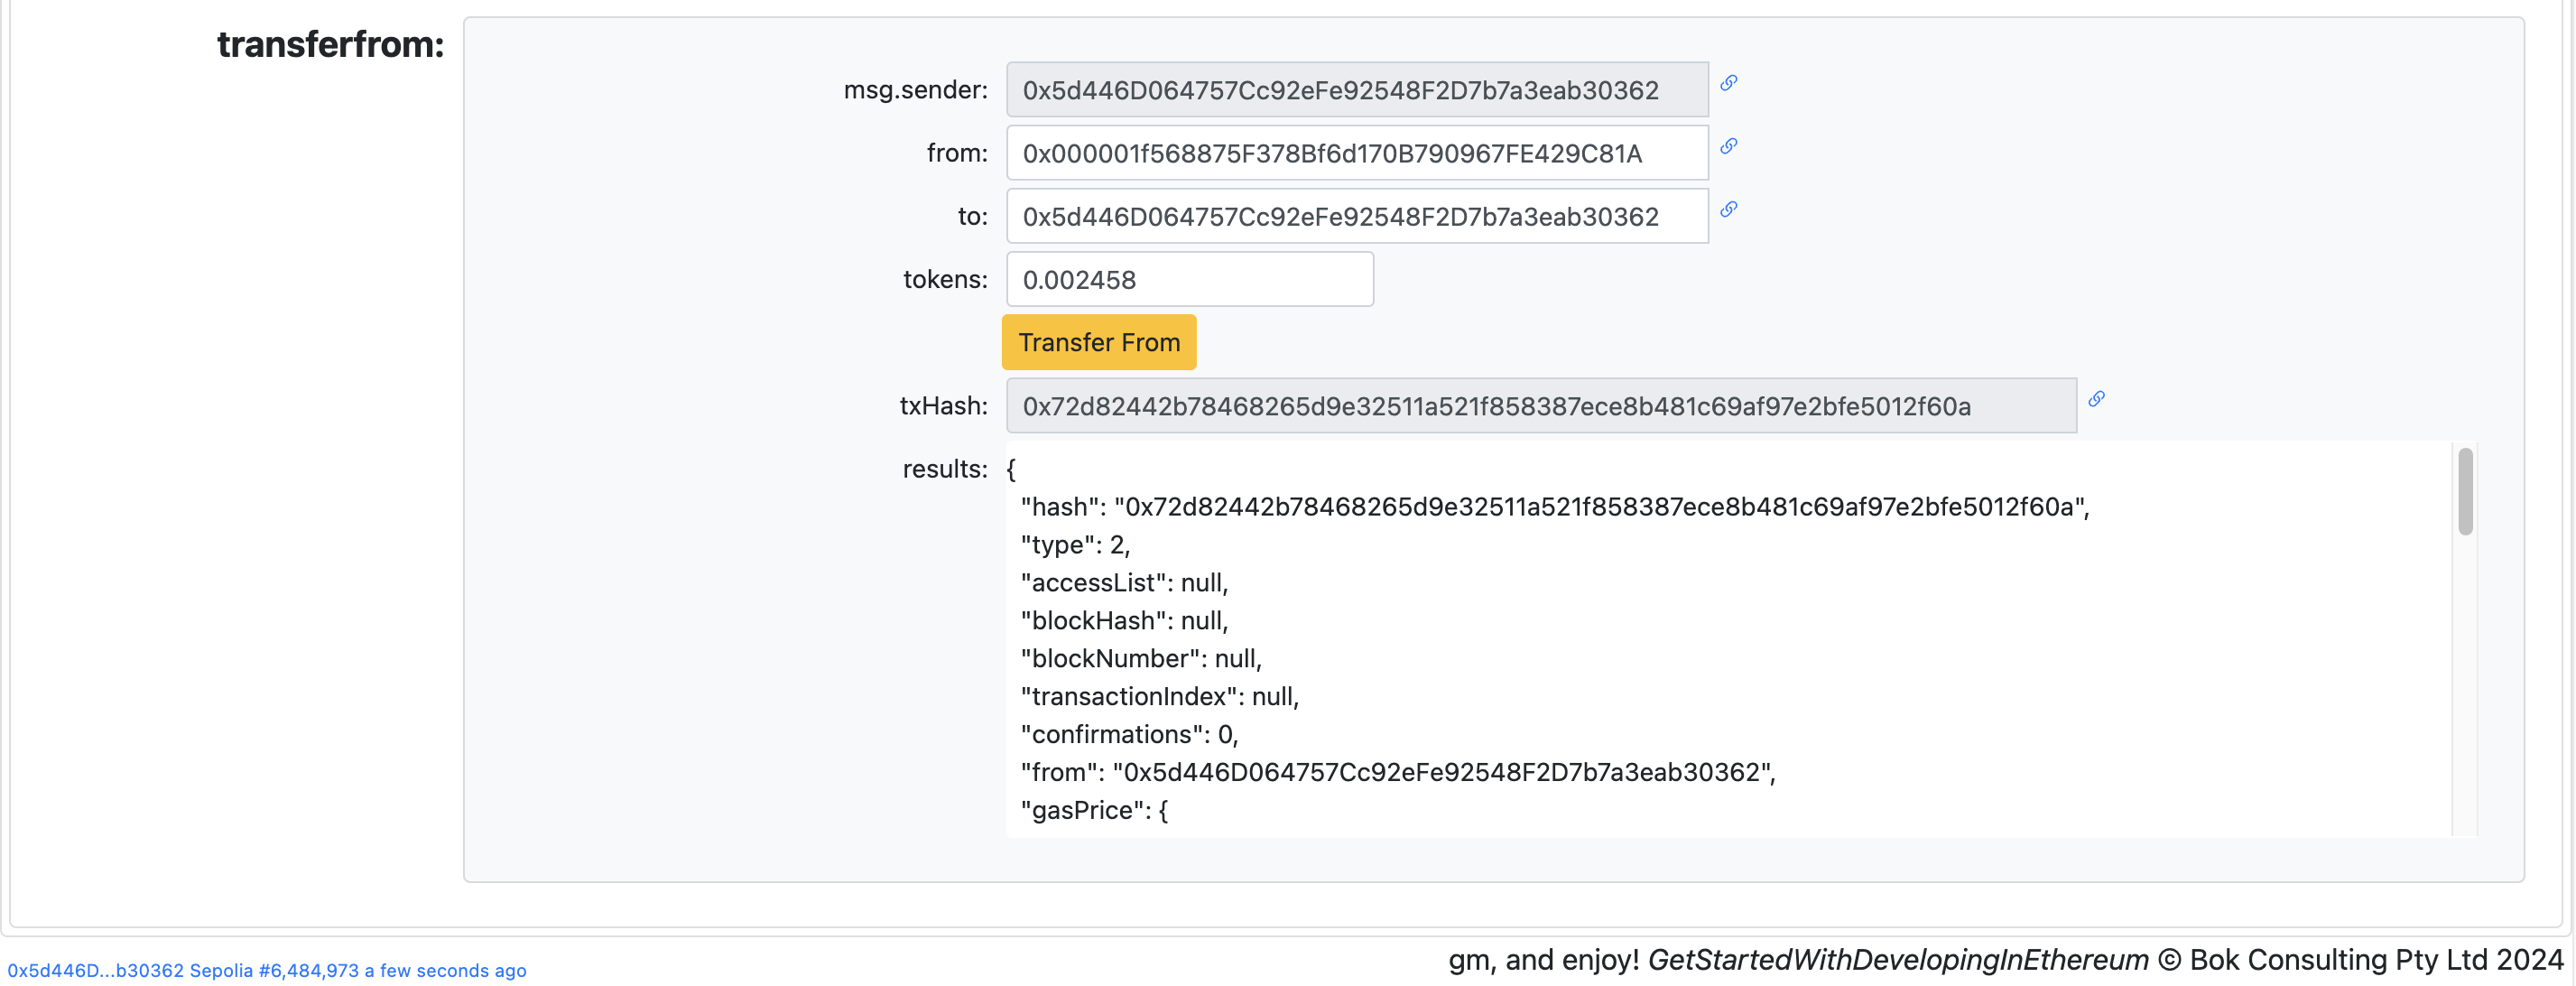 transferfrom:
msg.sender: 0x5d446D064757Cc92eFe92548F2D7b7a3eab30362
from: 0x000001f568875F378Bf6d170B790967FE429C81A
to: 0x5d446D064757Cc92eFe92548F2D7b7a3eab30362
tokens: 0.002458
Transfer From
txHash: 0x72d82442b78468265d9e32511a521f858387ece8b481c69af97e2bfe5012f60a
results: {
"hash": "0x72d82442b78468265d9e32511a521f858387ece8b481c69af97e2bfe5012f60a",
"type": 2,
"accessList": null,
"blockHash": null,
"blockNumber": null,
"transactionIndex": null,
"confirmations": 0,
"from": "0x5d446D064757Cc92eFe92548F2D7b7a3eab30362",
"gasPrice": {
0x5d446D...b30362 Sepolia #6,484,973 a few seconds ago
gm, and enjoy! GetStartedWithDevelopingInEthereum © Bok Consulting Pty Ltd 2024